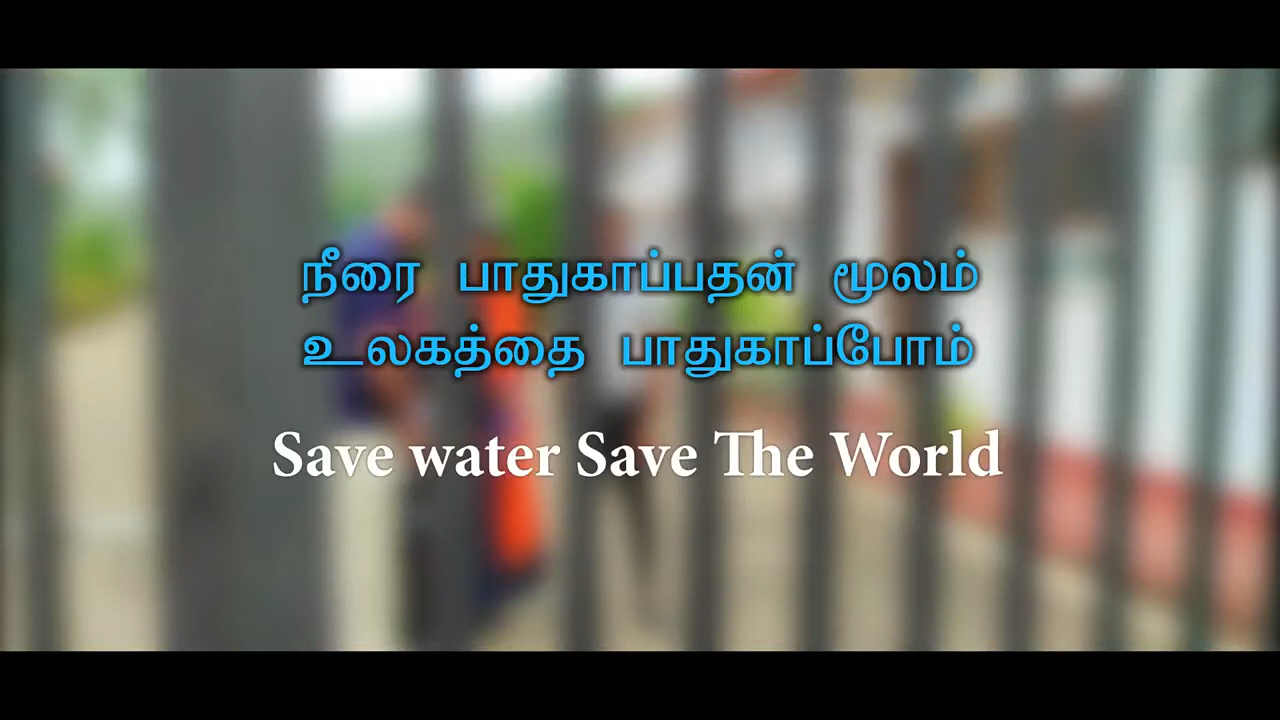 நீரை பாதுகாப்பதன் மூலம்
உலகத்தை பாதுகாப்போம்
Save water Save The World